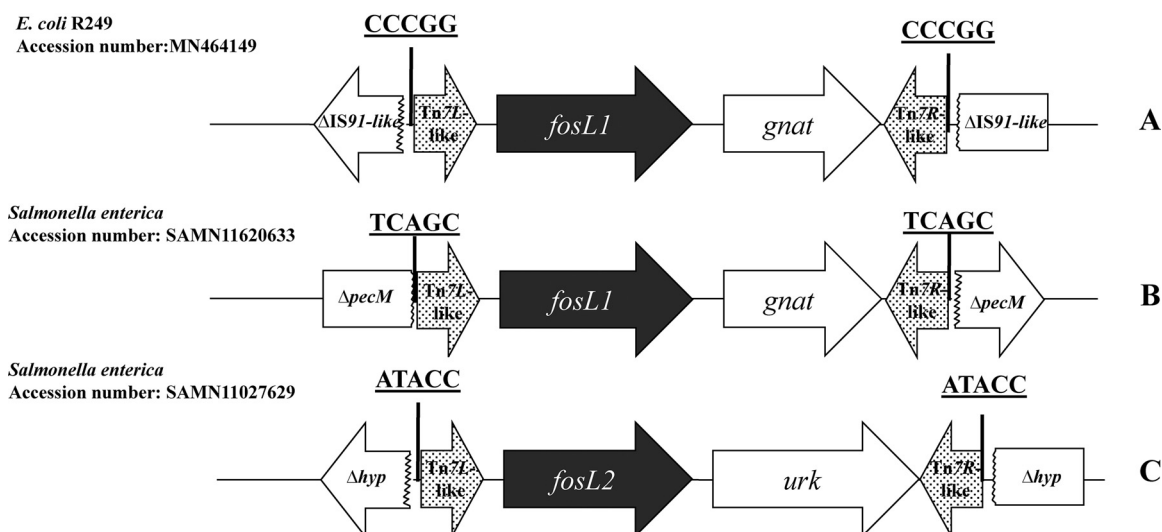 E. coli R249
Accession number:MN464149
CCCGG
CCCGG
ΔIS91-like
Tn7L-
like
fosL1
gnat
Tn7R-
like
ΔIS91-like
A
Salmonella enterica
Accession number: SAMN11620633
TCAGC
TCAGC
ΔpecM
Tn7L-
like
fosL1
gnat
Tn7R-
like
ΔpecM
B
Salmonella enterica
Accession number: SAMN11027629
ATACC
ATACC
Δhyp
Tn7L-
like
fosL2
urk
Tn7R-
like
Δhyp
C